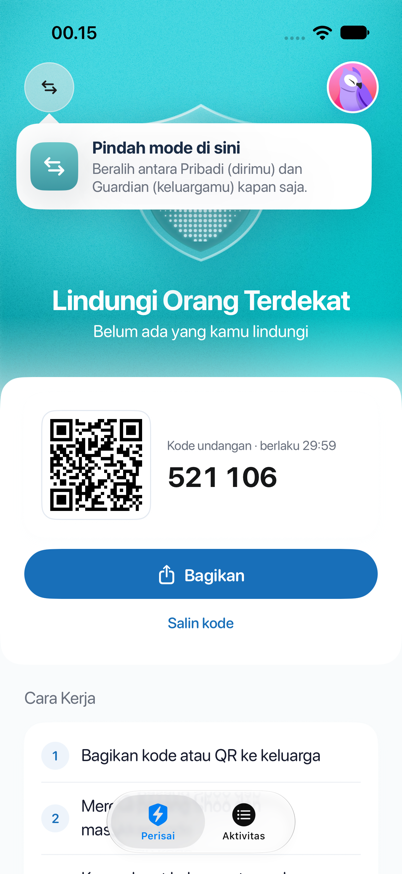 00.15
Pindah mode di sini
Beralih antara Pribadi (dirimu) dan
Guardian (keluargamu) kapan saja.
Lindungi Orang Terdekat
Belum ada yang kamu lindungi
Kode undangan · berlaku 29:59
521 106
Bagikan
Salin kode
Cara Kerja
1 Bagikan kode atau QR ke keluarga
2
Perisai
Aktivitas